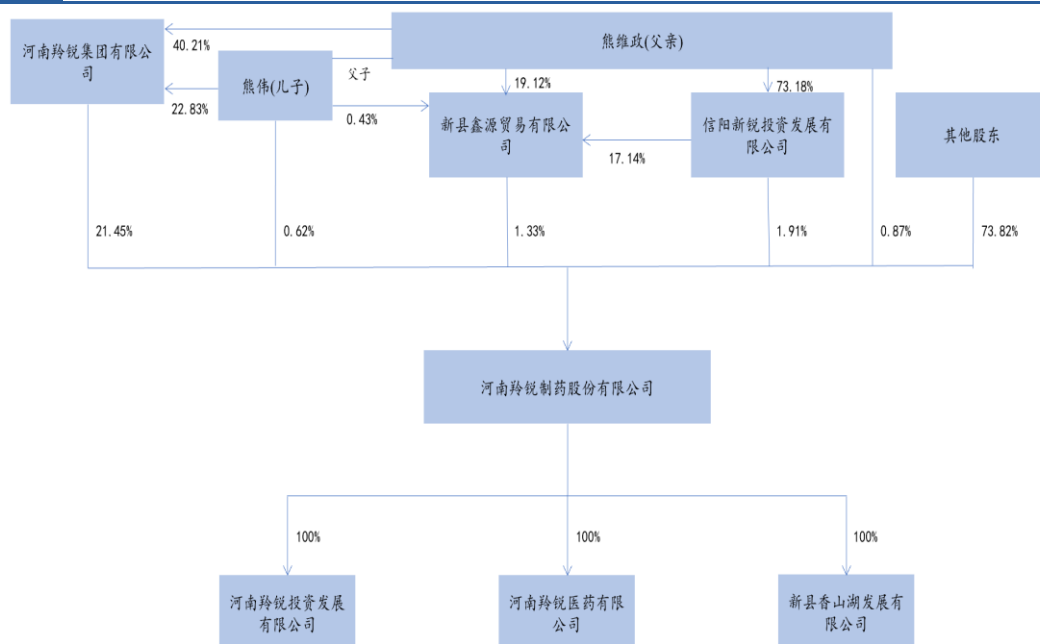 熊维政(父亲)
河南羚锐集团有限公
司
40.21%
父子
熊伟(儿子)
22.83%
0.43%
19.12%
73.18%
新县鑫源贸易有限公
司
17.14%
信阳新锐投资发展有
限公司
其他股东
21.45%
0.62%
1.33%
1.91%
0.87%
73.82%
河南羚锐制药股份有限公司
100%
100%
100%
河南羚锐投资发展
有限公司
河南羚锐医药有限
公司
新县香山湖发展有
限公司